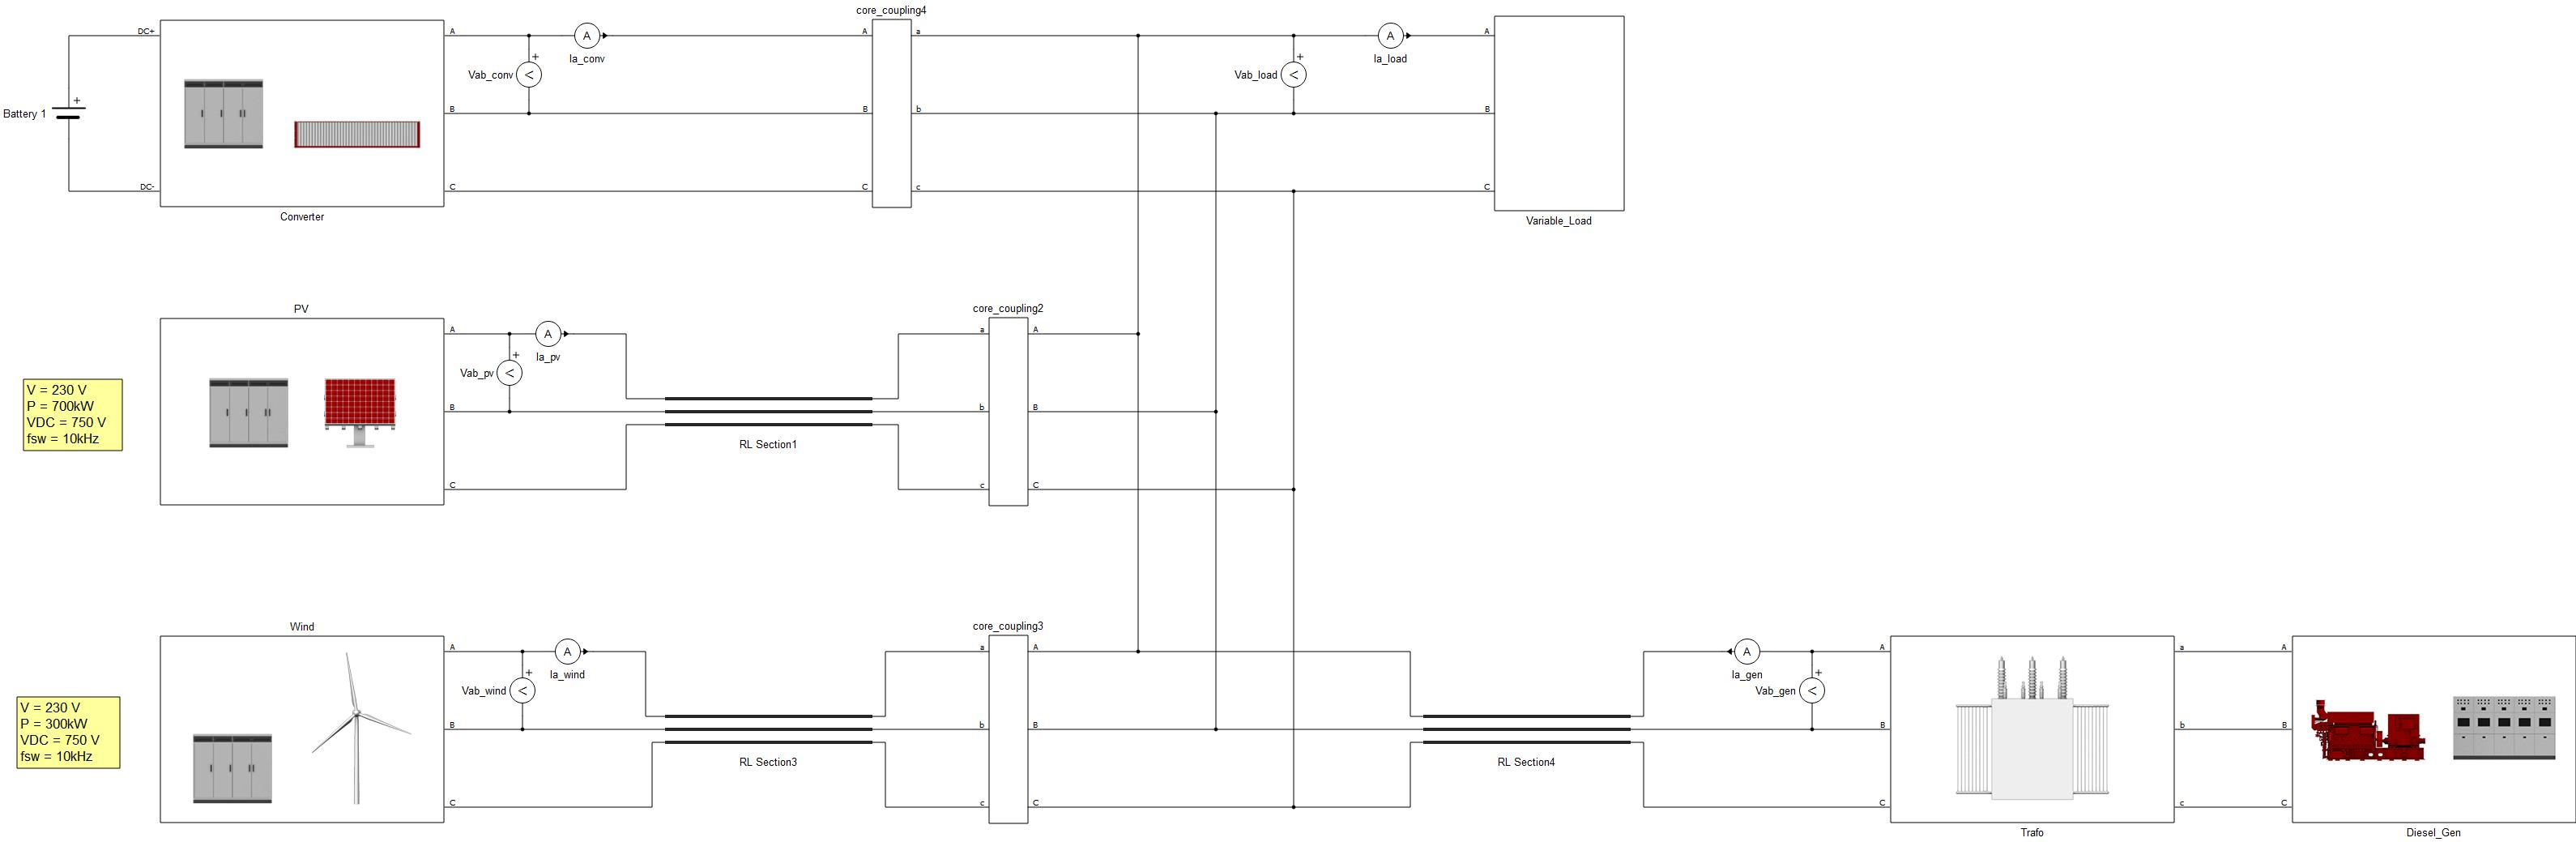 core_coupling4
DC+
A
A
A
a
A
A
+
Ia_conv
+
Ia_load
Vab_conv
<
Vab_load
<
+
Battery 1
B
B
b
B
DC-
C
C
c
C
Converter
Variable_Load
PV
core_coupling2
A
A
a
A
+
Ia_pv
Vab_pv
<
V = 230 V
P = 700kW
VDC = 750 V
fsw = 10kHz
B
b
B
RL Section1
C
c
C
Wind
core_coupling3
A
A
a
A
A
A
a
A
+
Ia_wind
Ia_gen
+
Vab_wind
<
Vab_gen
<
V = 230 V
P = 300kW
VDC = 750 V
fsw = 10kHz
B
b
B
B
b
B
RL Section3
RL Section4
C
c
C
C
c
C
Trafo
Diesel_Gen